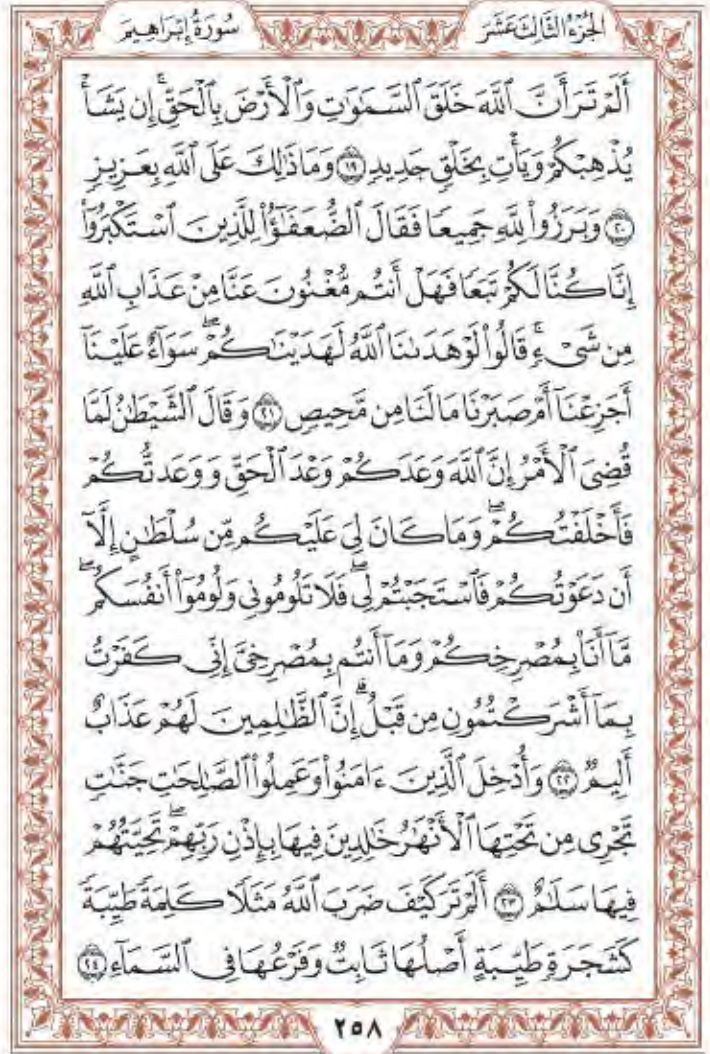 الجُزْءُ الثَّالِثَ عَشَرَ
سُورَةُ إِبْرَاهِيمَ
أَلَمْ تَرَ أَنَّ ٱللَّهَ خَلَقَ ٱلسَّمَٰوَٰتِ وَٱلْأَرْضَ بِٱلْحَقِّۚ إِن يَشَأْ
يُذْهِبْكُمْ وَيَأْتِ بِخَلْقٍ جَدِيدٍ ١٩ وَمَا ذَٰلِكَ عَلَى ٱللَّهِ بِعَزِيزٍ
٢٠ وَبَرَزُواْ لِلَّهِ جَمِيعًا فَقَالَ ٱلضُّعَفَٰٓؤُاْ لِلَّذِينَ ٱسْتَكْبَرُوٓاْ
إِنَّا كُنَّا لَكُمْ تَبَعًا فَهَلْ أَنتُم مُّغْنُونَ عَنَّا مِنْ عَذَابِ ٱللَّهِ
مِن شَىْءٍۚ قَالُواْ لَوْ هَدَىٰنَا ٱللَّهُ لَهَدَيْنَٰكُمْۖ سَوَآءٌ عَلَيْنَآ
أَجَزِعْنَآ أَمْ صَبَرْنَا مَا لَنَا مِن مَّحِيصٍ ٢١ وَقَالَ ٱلشَّيْطَٰنُ لَمَّا
قُضِىَ ٱلْأَمْرُ إِنَّ ٱللَّهَ وَعَدَكُمْ وَعْدَ ٱلْحَقِّ وَوَعَدتُّكُمْ
فَأَخْلَفْتُكُمْۖ وَمَا كَانَ لِىَ عَلَيْكُم مِّن سُلْطَٰنٍ إِلَّآ
أَن دَعَوْتُكُمْ فَٱسْتَجَبْتُمْ لِىۖ فَلَا تَلُومُونِى وَلُومُوٓاْ أَنفُسَكُمۖ
مَّآ أَنَا۠ بِمُصْرِخِكُمْ وَمَآ أَنتُم بِمُصْرِخِىَّ إِنِّى كَفَرْتُ
بِمَآ أَشْرَكْتُمُونِ مِن قَبْلُۗ إِنَّ ٱلظَّٰلِمِينَ لَهُمْ عَذَابٌ
أَلِيمٌ ٢٢ وَأُدْخِلَ ٱلَّذِينَ ءَامَنُواْ وَعَمِلُواْ ٱلصَّٰلِحَٰتِ جَنَّٰتٍ
تَجْرِى مِن تَحْتِهَا ٱلْأَنْهَٰرُ خَٰلِدِينَ فِيهَا بِإِذْنِ رَبِّهِمْۖ تَحِيَّتُهُمْ
فِيهَا سَلَٰمٌ ٢٣ أَلَمْ تَرَ كَيْفَ ضَرَبَ ٱللَّهُ مَثَلًا كَلِمَةً طَيِّبَةً
كَشَجَرَةٍ طَيِّبَةٍ أَصْلُهَا ثَابِتٌ وَفَرْعُهَا فِى ٱلسَّمَآءِ ٢٤
٢٥٨